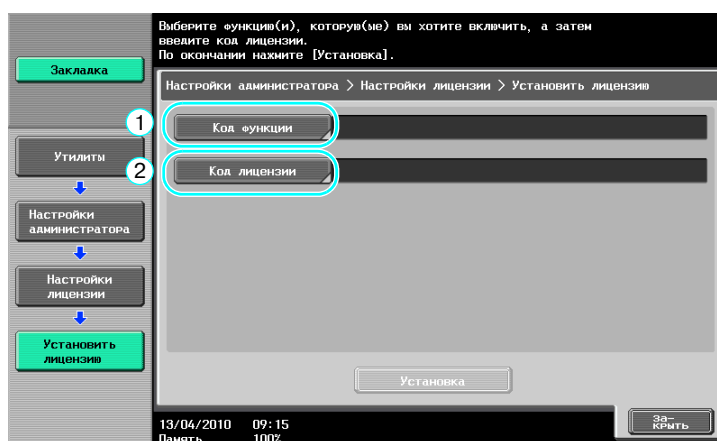 Выберите функцию(и), которую(ые) вы хотите включить, а затем
введите код лицензии.
По окончании нажмите [Установка].
Закладка
Настройки администратора > Настройки лицензии > Установить лицензию
1
Код функции
2
Код лицензии
Утилиты
Настройки
администратора
Настройки
лицензии
Установить
лицензию
Установка
13/04/2010 09:15
Память 100%
За-
крыть